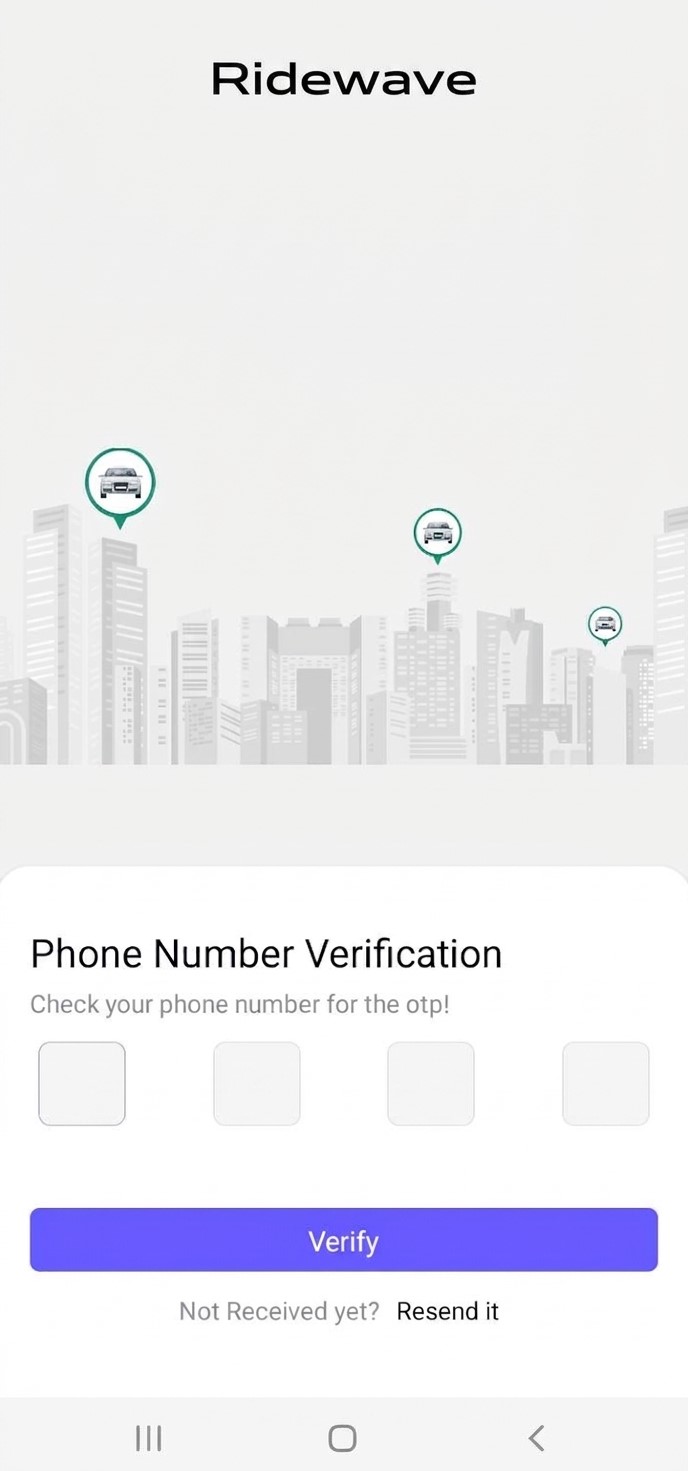 Ridewave
Phone Number Verification
Check your phone number for the otp!
Verify
Not Received yet? Resend it